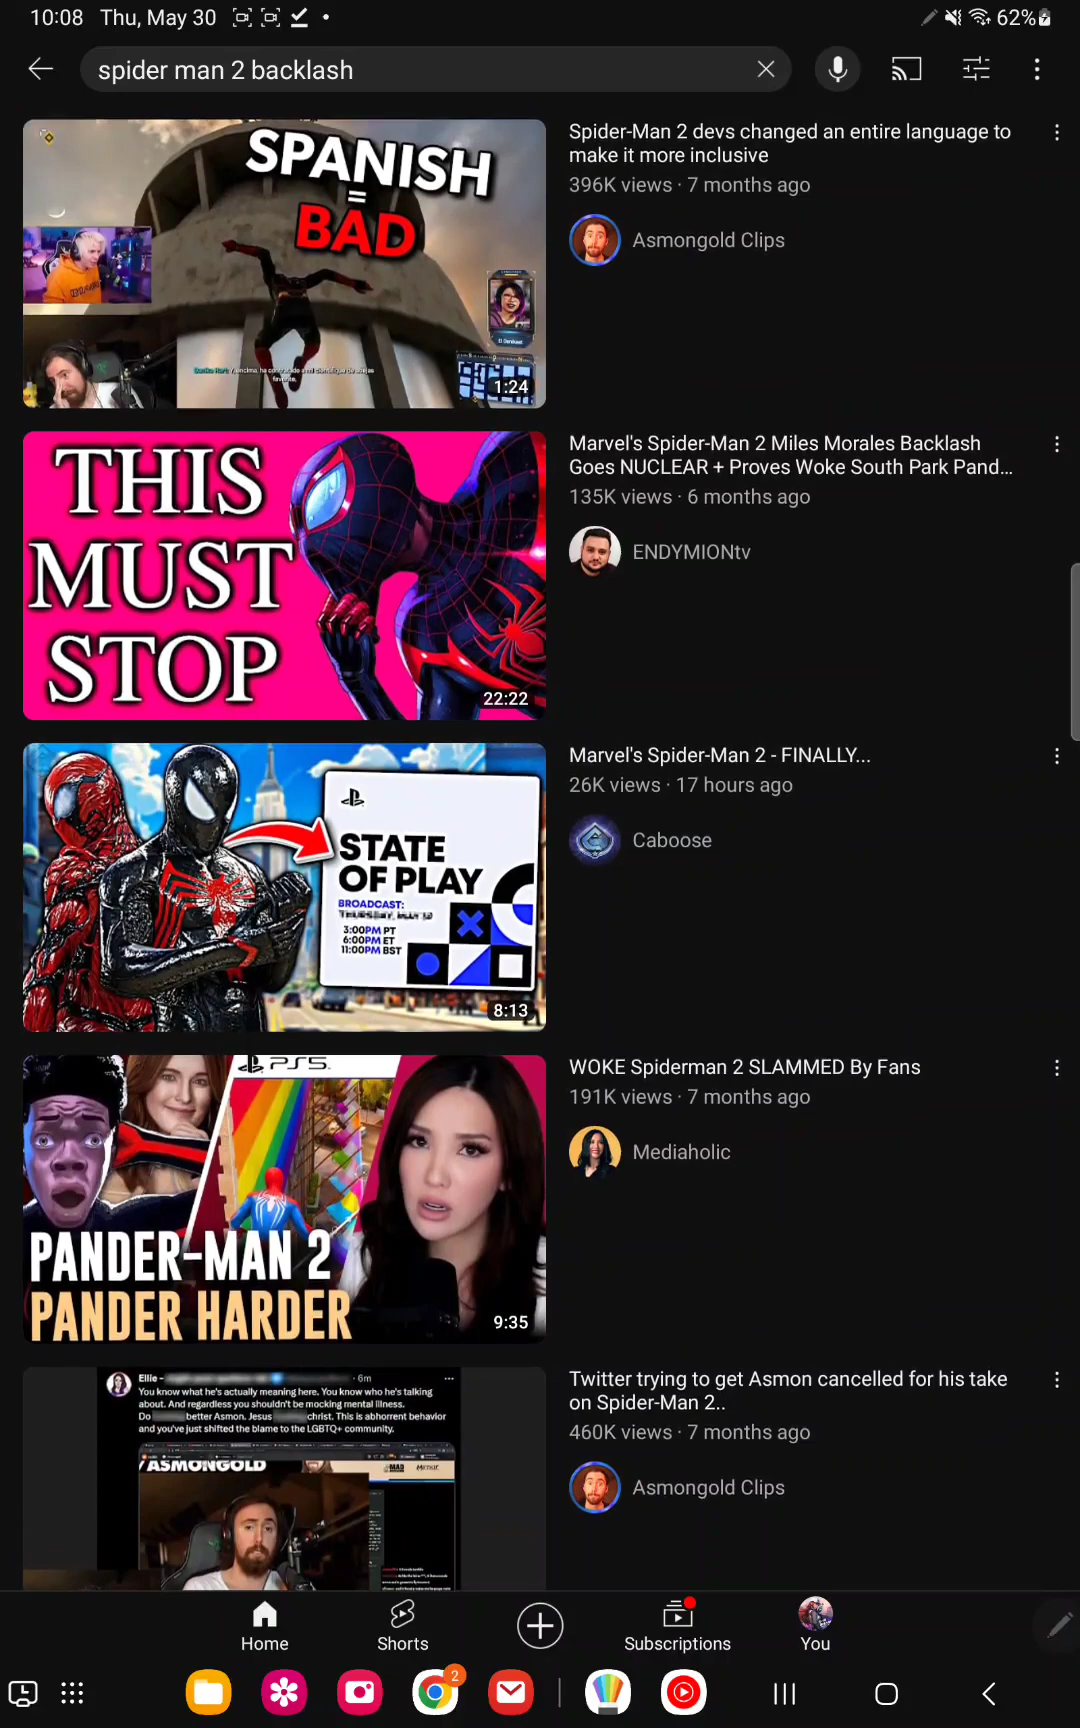 10:08 Thu, May 30
62%
spider man 2 backlash
SPANISH
=
BAD
1:24
Spider-Man 2 devs changed an entire language to
make it more inclusive
396K views · 7 months ago
Asmongold Clips
THIS
MUST
STOP
22:22
Marvel's Spider-Man 2 Miles Morales Backlash
Goes NUCLEAR + Proves Woke South Park Pand...
135K views · 6 months ago
ENDYMIONtv
STATE
OF PLAY
BROADCAST:
3:00PM PT
6:00PM ET
11:00PM BST
8:13
Marvel's Spider-Man 2 - FINALLY...
26K views · 17 hours ago
Caboose
PS5
PANDER-MAN 2
PANDER HARDER
9:35
WOKE Spiderman 2 SLAMMED By Fans
191K views · 7 months ago
Mediaholic
Ellie - · 6m
You know what he's actually meaning here. You know who he's talking
about. And regardless you shouldn't be mocking mental illness.
Do better Asmon. Jesus christ. This is abhorrent behavior
and you've just shifted the blame to the LGBTQ+ community.
ASMONGOLD
Twitter trying to get Asmon cancelled for his take
on Spider-Man 2..
460K views · 7 months ago
Asmongold Clips
Home
Shorts
Subscriptions
You
2